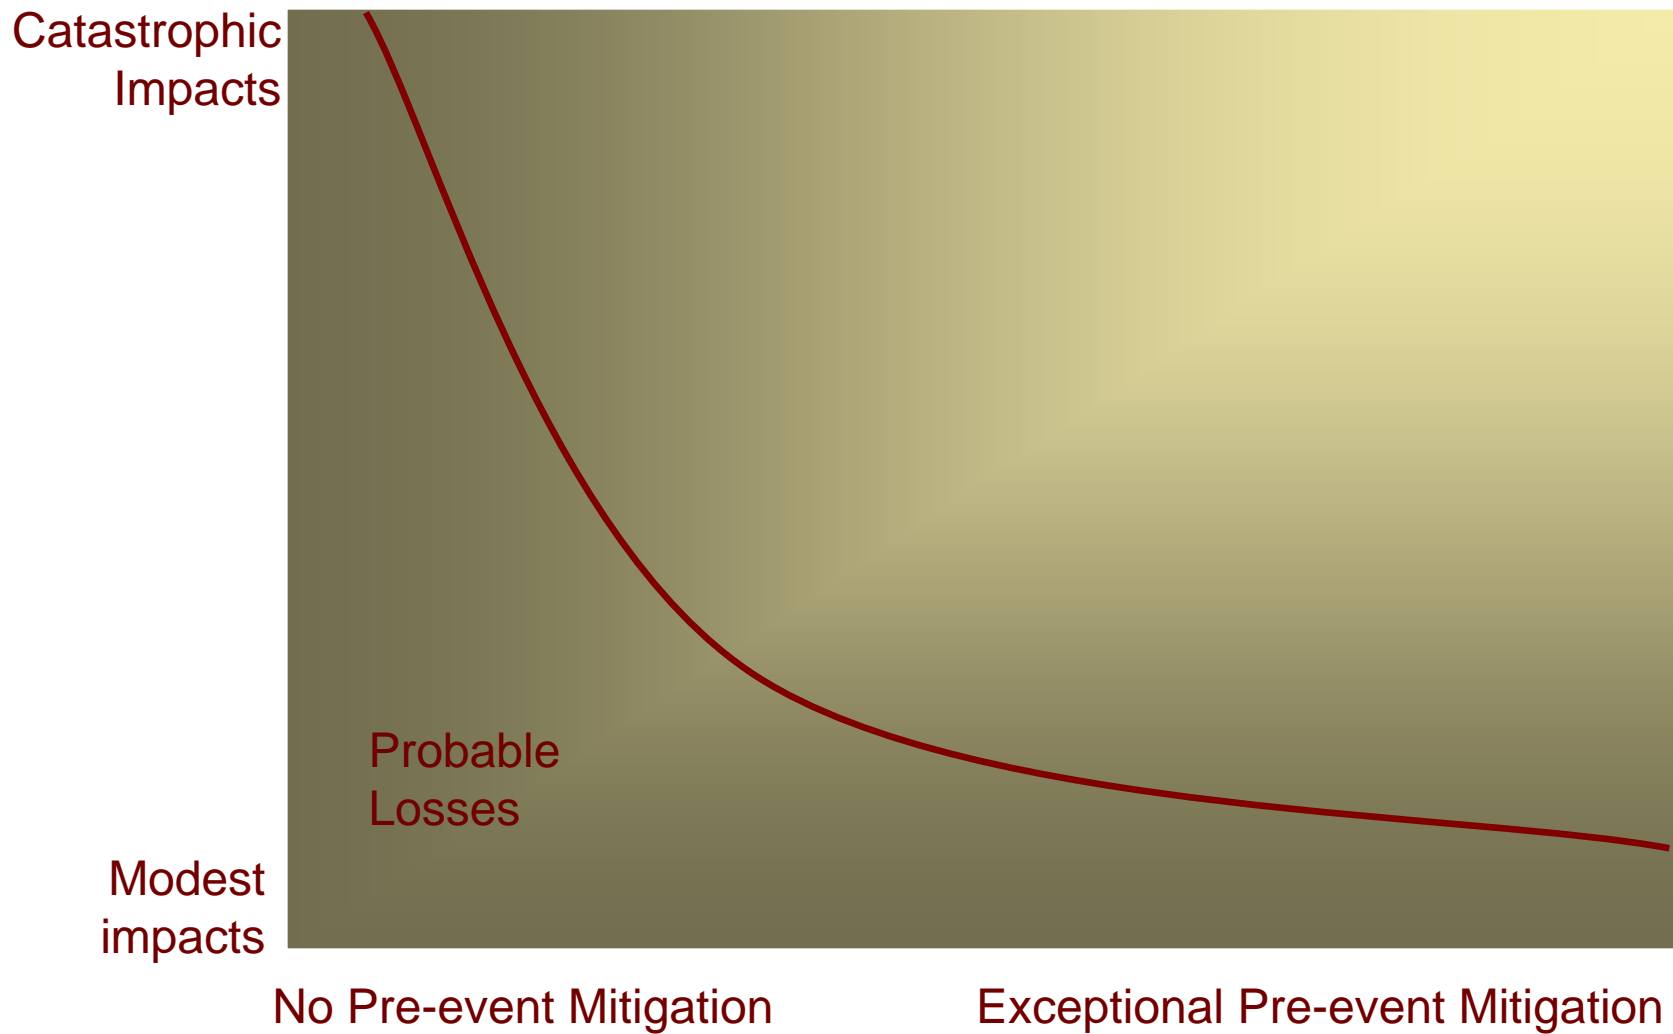 Catastrophic
Impacts
Probable
Losses
Modest
impacts
No Pre-event Mitigation
Exceptional Pre-event Mitigation